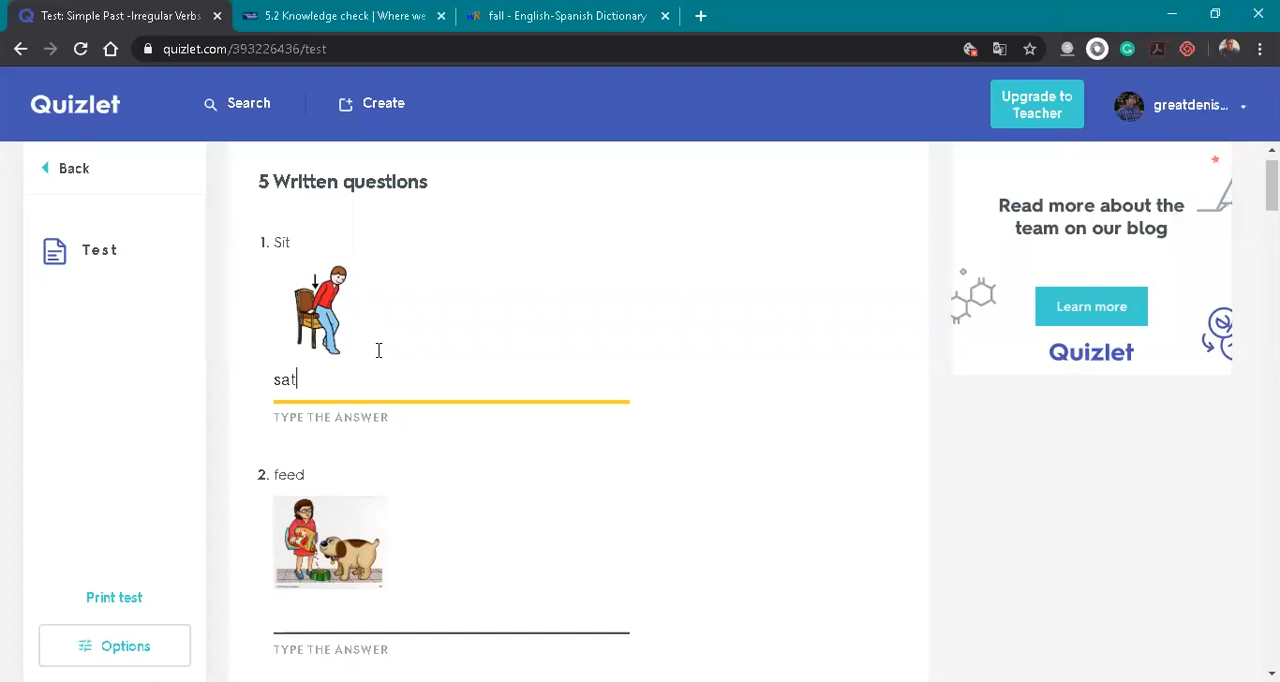 Test: Simple Past -Irregular Verbs
5.2 Knowledge check | Where we
fall - English-Spanish Dictionary
quizlet.com/393226436/test
Quizlet
Search
Create
Upgrade to
Teacher
greatdenis...
Back
Test
Print test
Options
5 Written questions
1. Sit
sat
TYPE THE ANSWER
2. feed
TYPE THE ANSWER
Read more about the
team on our blog
Learn more
Quizlet